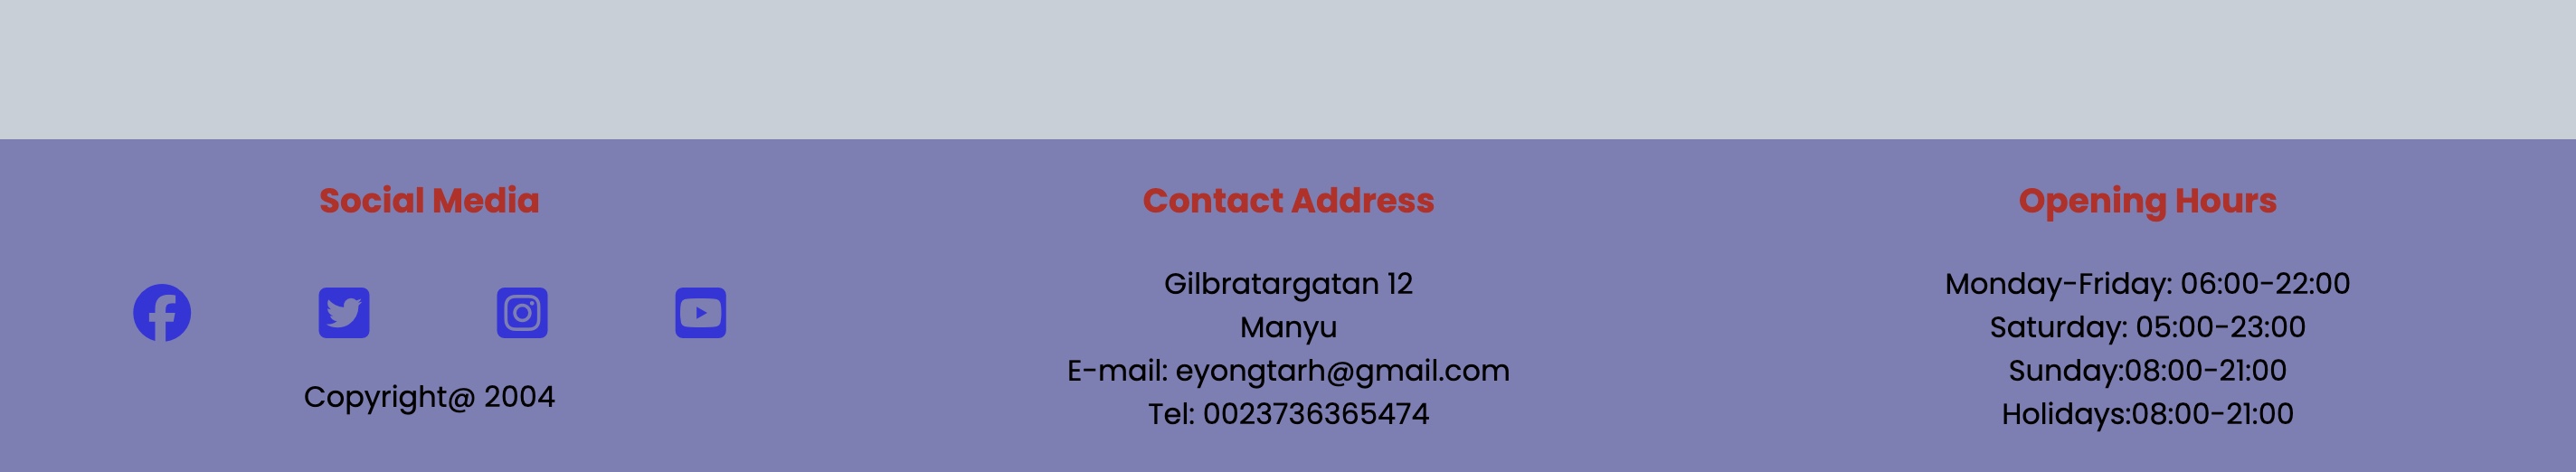 Social Media
Copyright@ 2004
Contact Address
Gilbratargatan 12
Manyu
E-mail: eyongtarh@gmail.com
Tel: 0023736365474
Opening Hours
Monday-Friday: 06:00-22:00
Saturday: 05:00-23:00
Sunday:08:00-21:00
Holidays:08:00-21:00